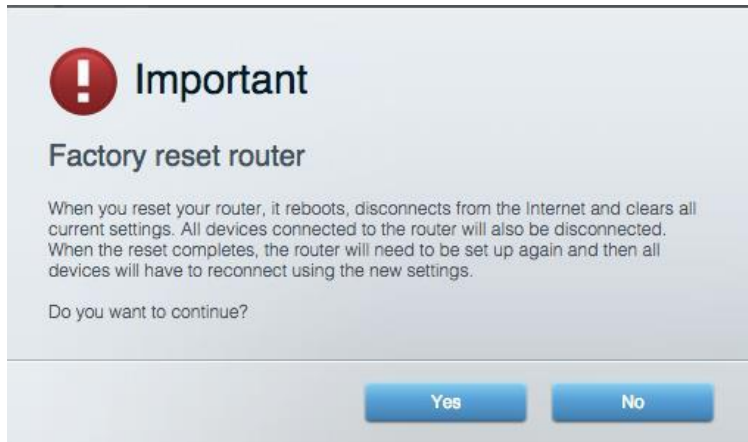 Important
Factory reset router
When you reset your router, it reboots, disconnects from the Internet and clears all
current settings. All devices connected to the router will also be disconnected.
When the reset completes, the router will need to be set up again and then all
devices will have to reconnect using the new settings.
Do you want to continue?
Yes No